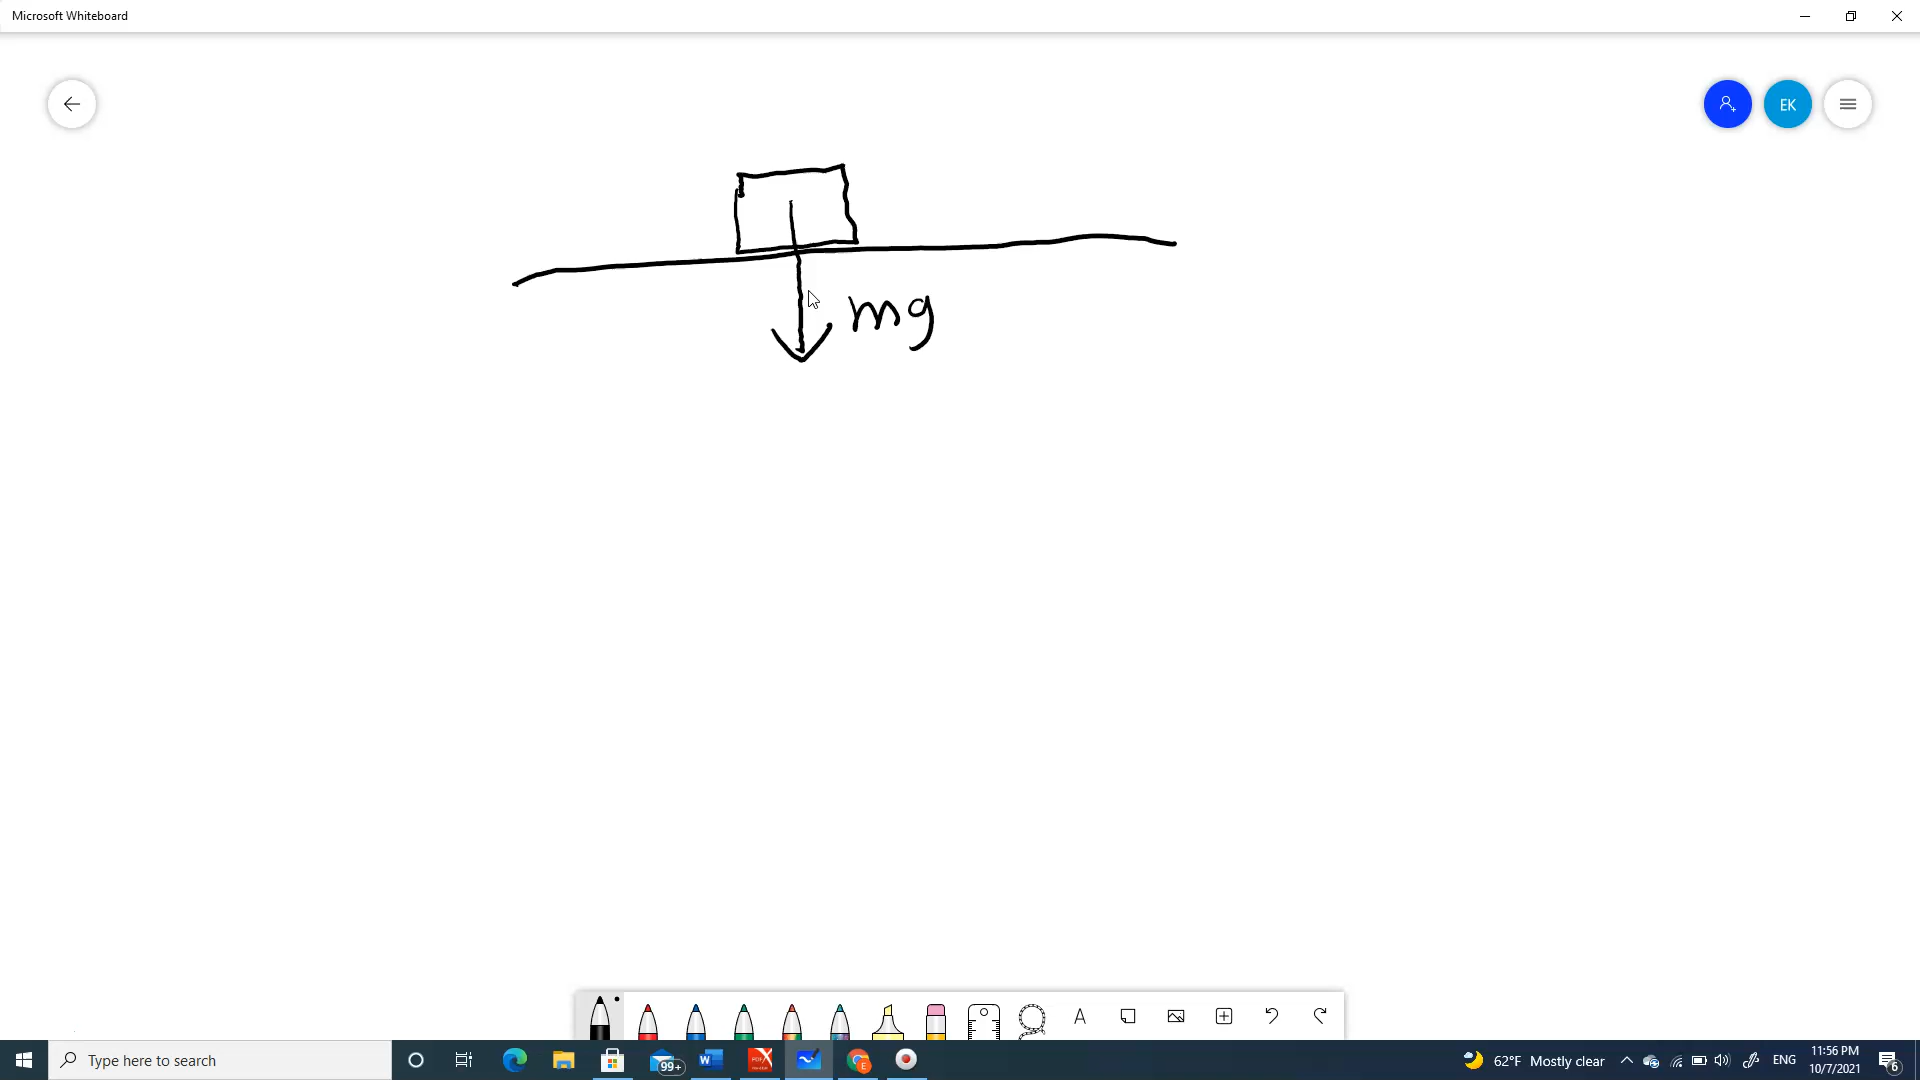 Microsoft Whiteboard
EK
mg
A
Type here to search
99+
W
PDF
E
62°F Mostly clear
ENG
11:56 PM
10/7/2021
6